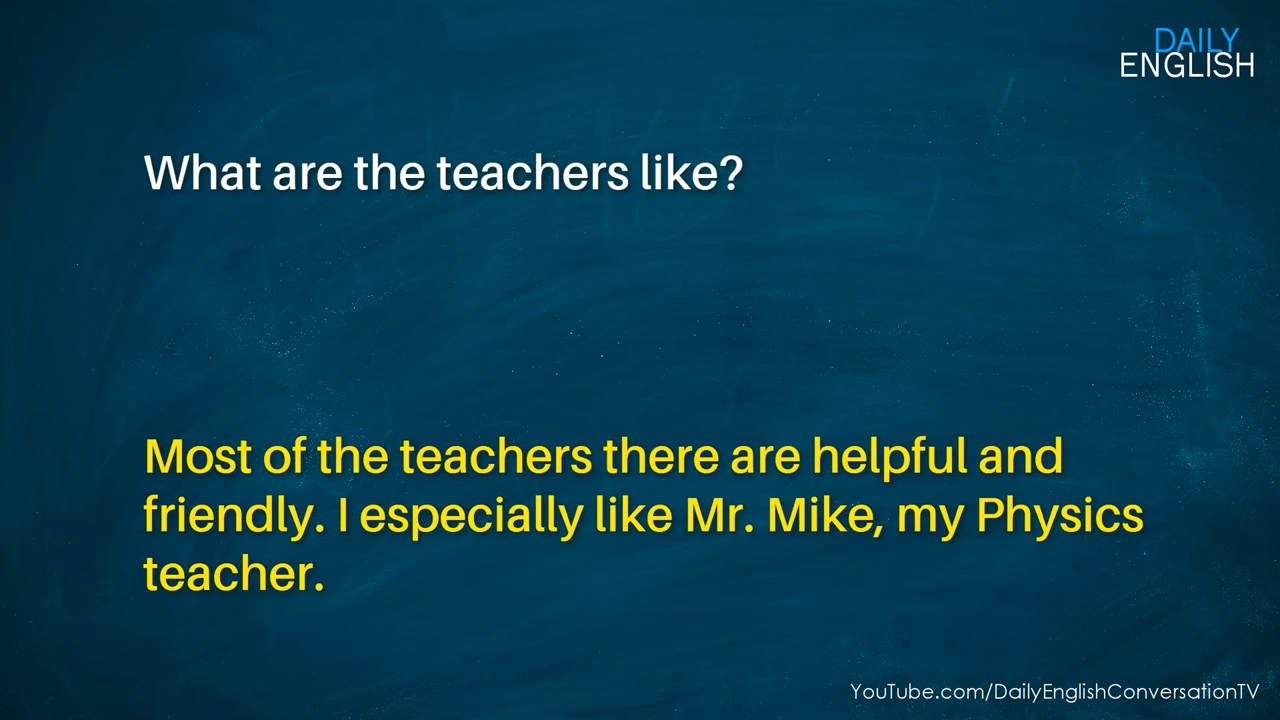 DAILY
ENGLISH
What are the teachers like?
Most of the teachers there are helpful and
friendly. I especially like Mr. Mike, my Physics
teacher.
YouTube.com/DailyEnglishConversationTV